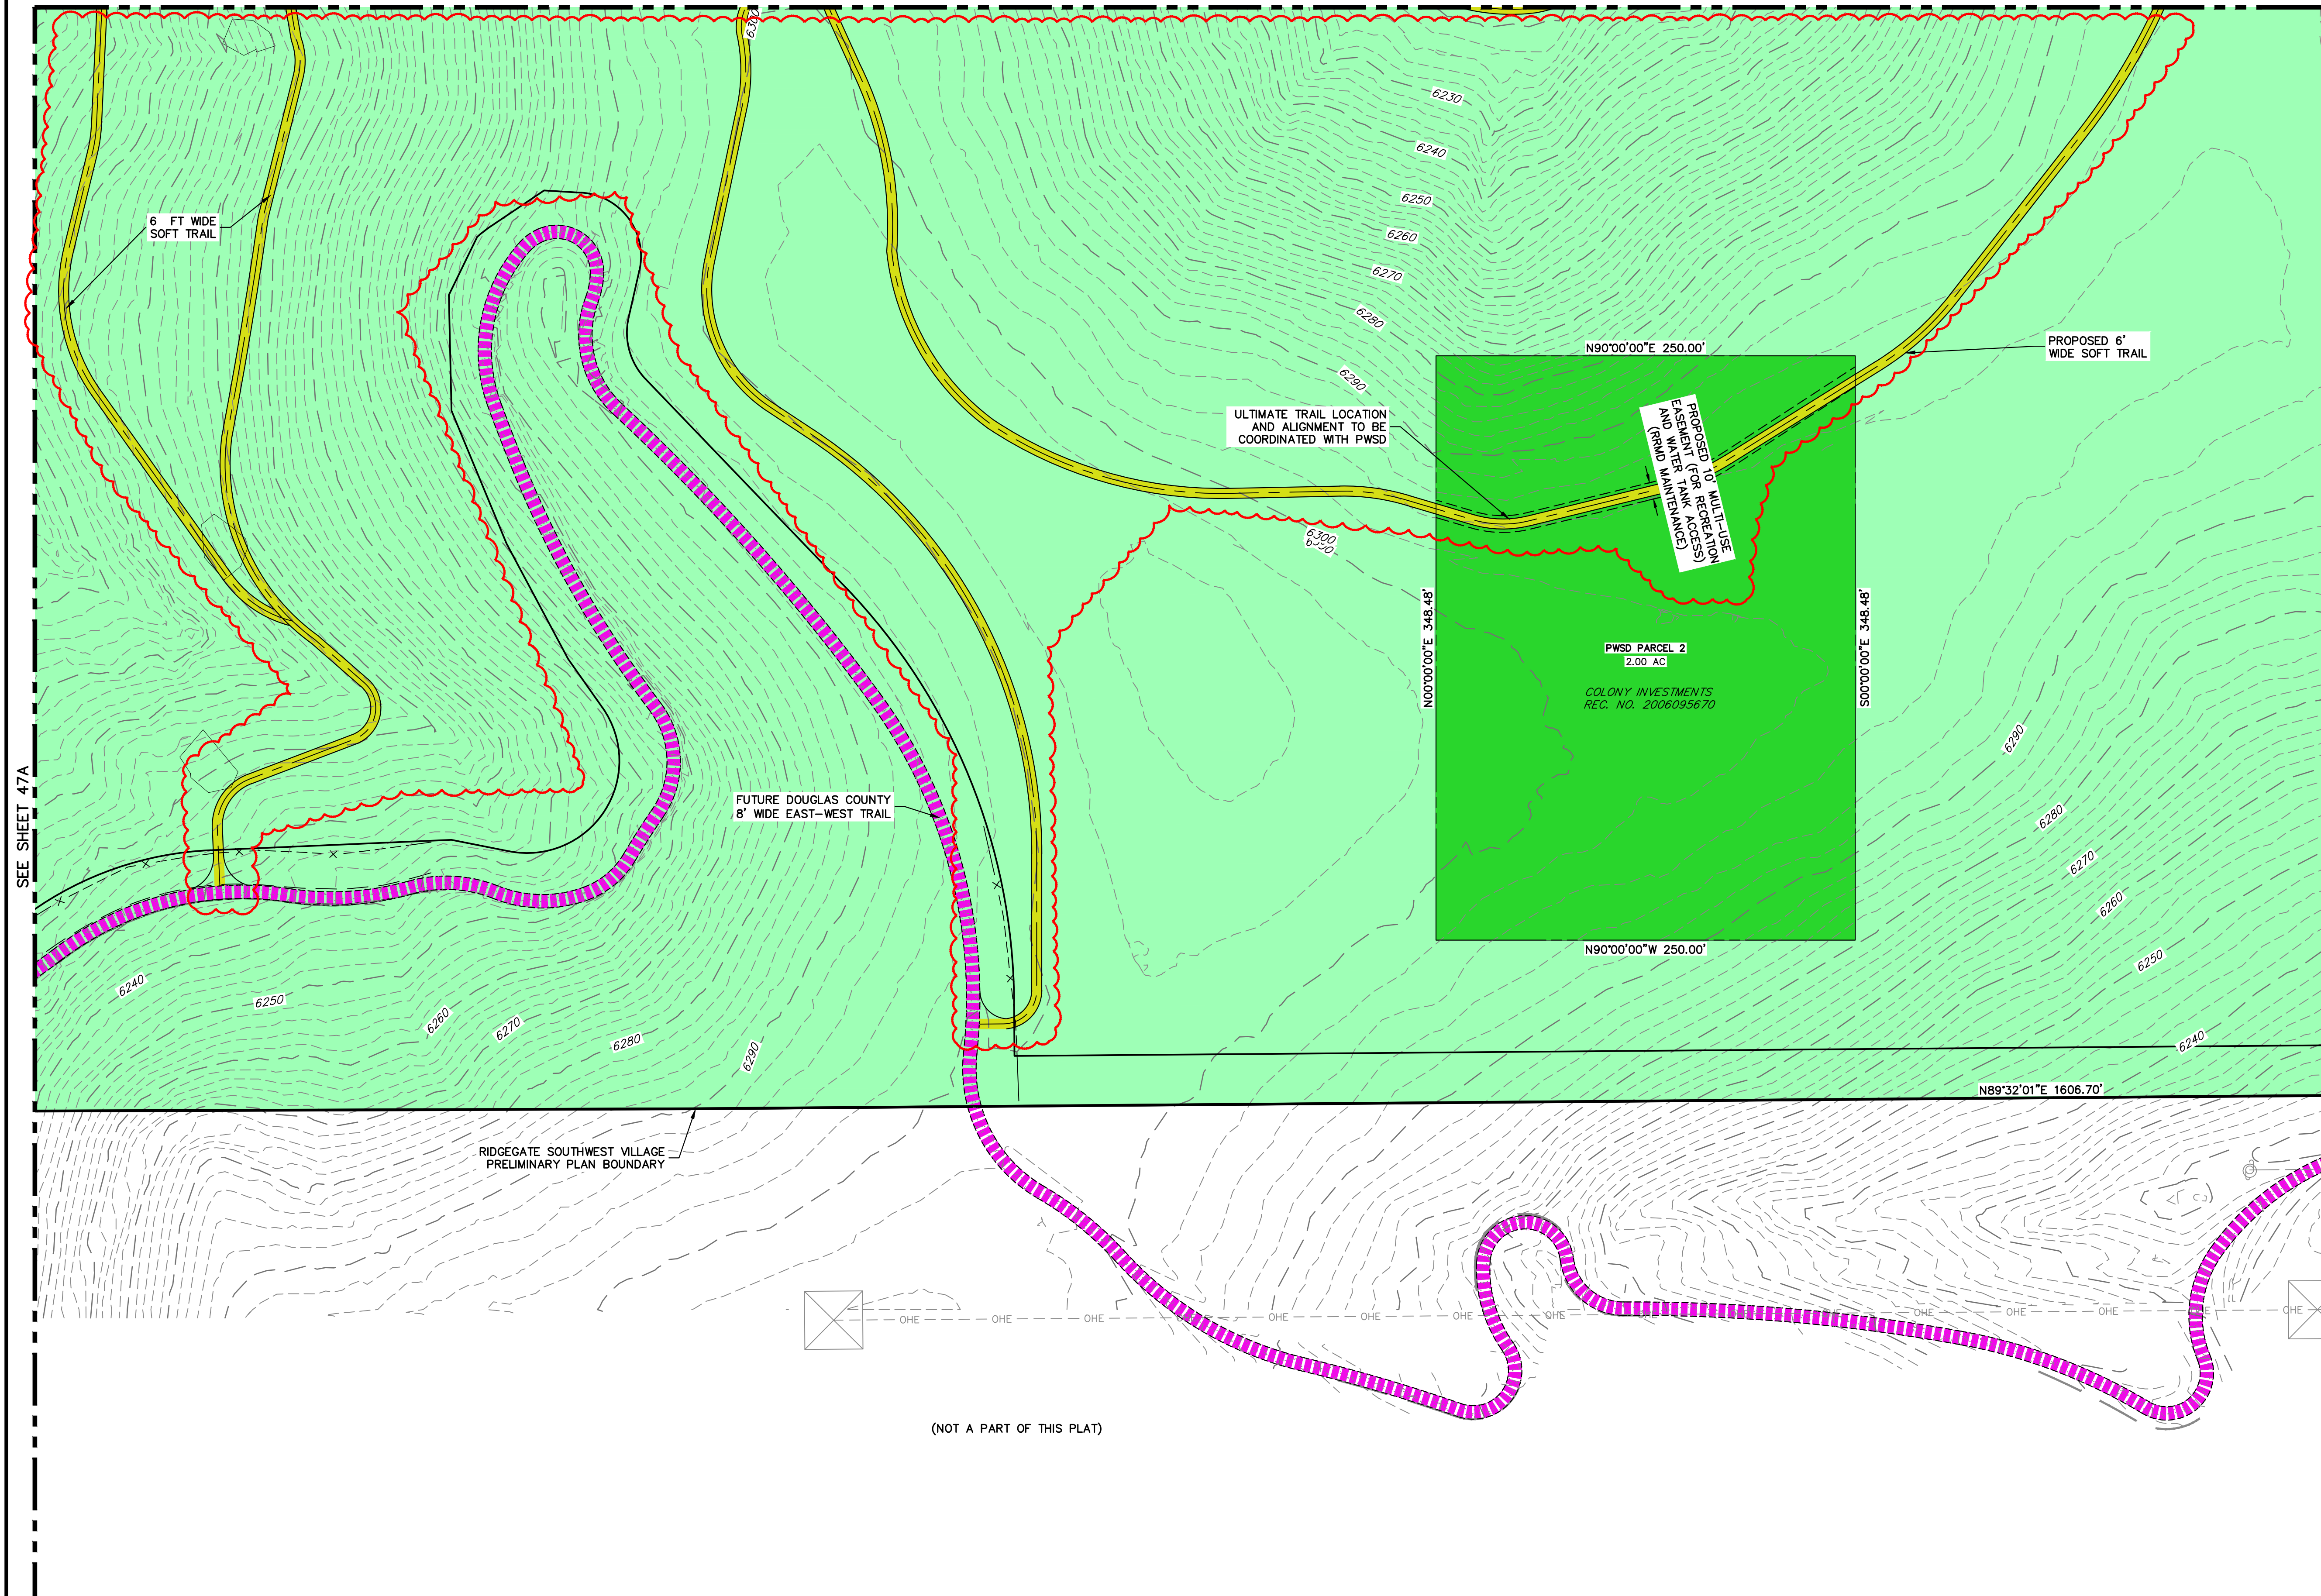 6300
6230
6240
6250
6260
6270
6280
6290
6  FT WIDE
SOFT TRAIL
N90°00'00"E 250.00'
PROPOSED 6'
WIDE SOFT TRAIL
ULTIMATE TRAIL LOCATION
AND ALIGNMENT TO BE
COORDINATED WITH PWSD
PROPOSED 10' MULTI-USE
EASEMENT (FOR RECREATION
AND WATER TANK ACCESS)
(RRMD MAINTENANCE)
6300
N00°00'00"E 348.48'
S00°00'00"E 348.48'
PWSD PARCEL 2
2.00 AC
COLONY INVESTMENTS
REC. NO. 2006095670
6290
6280
6270
6260
6250
6240
SEE SHEET 47A
FUTURE DOUGLAS COUNTY
8' WIDE EAST-WEST TRAIL
N90°00'00"W 250.00'
6240
6250
6260
6270
6280
6290
N89°32'01"E 1606.70'
RIDGEGATE SOUTHWEST VILLAGE
PRELIMINARY PLAN BOUNDARY
OHE OHE OHE OHE OHE OHE OHE OHE OHE OHE OHE OHE
(NOT A PART OF THIS PLAT)